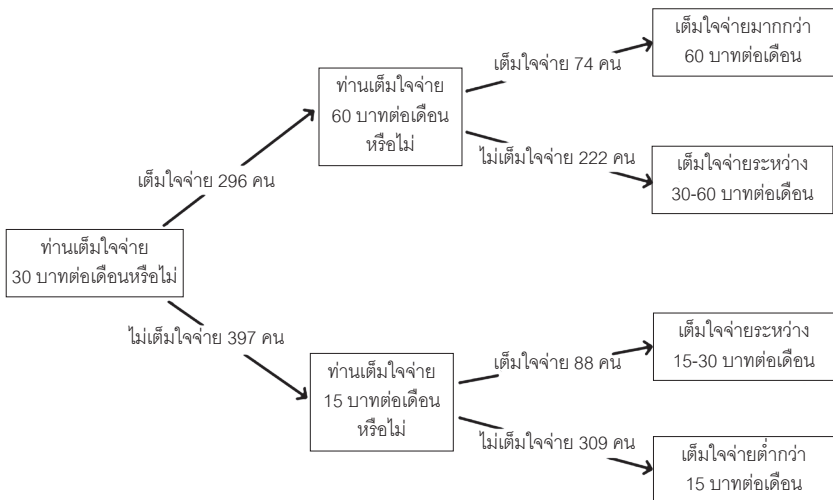 เต็มใจจ่ายมากกว่า
60 บาทต่อเดือน
เต็มใจจ่าย 74 คน
ท่านเต็มใจจ่าย
60 บาทต่อเดือน
หรือไม่
ไม่เต็มใจจ่าย 222 คน
เต็มใจจ่ายระหว่าง
30-60 บาทต่อเดือน
เต็มใจจ่าย 296 คน
ท่านเต็มใจจ่าย
30 บาทต่อเดือนหรือไม่
ไม่เต็มใจจ่าย 397 คน
เต็มใจจ่ายระหว่าง
15-30 บาทต่อเดือน
เต็มใจจ่าย 88 คน
ท่านเต็มใจจ่าย
15 บาทต่อเดือน
หรือไม่
ไม่เต็มใจจ่าย 309 คน
เต็มใจจ่ายต่ำกว่า
15 บาทต่อเดือน